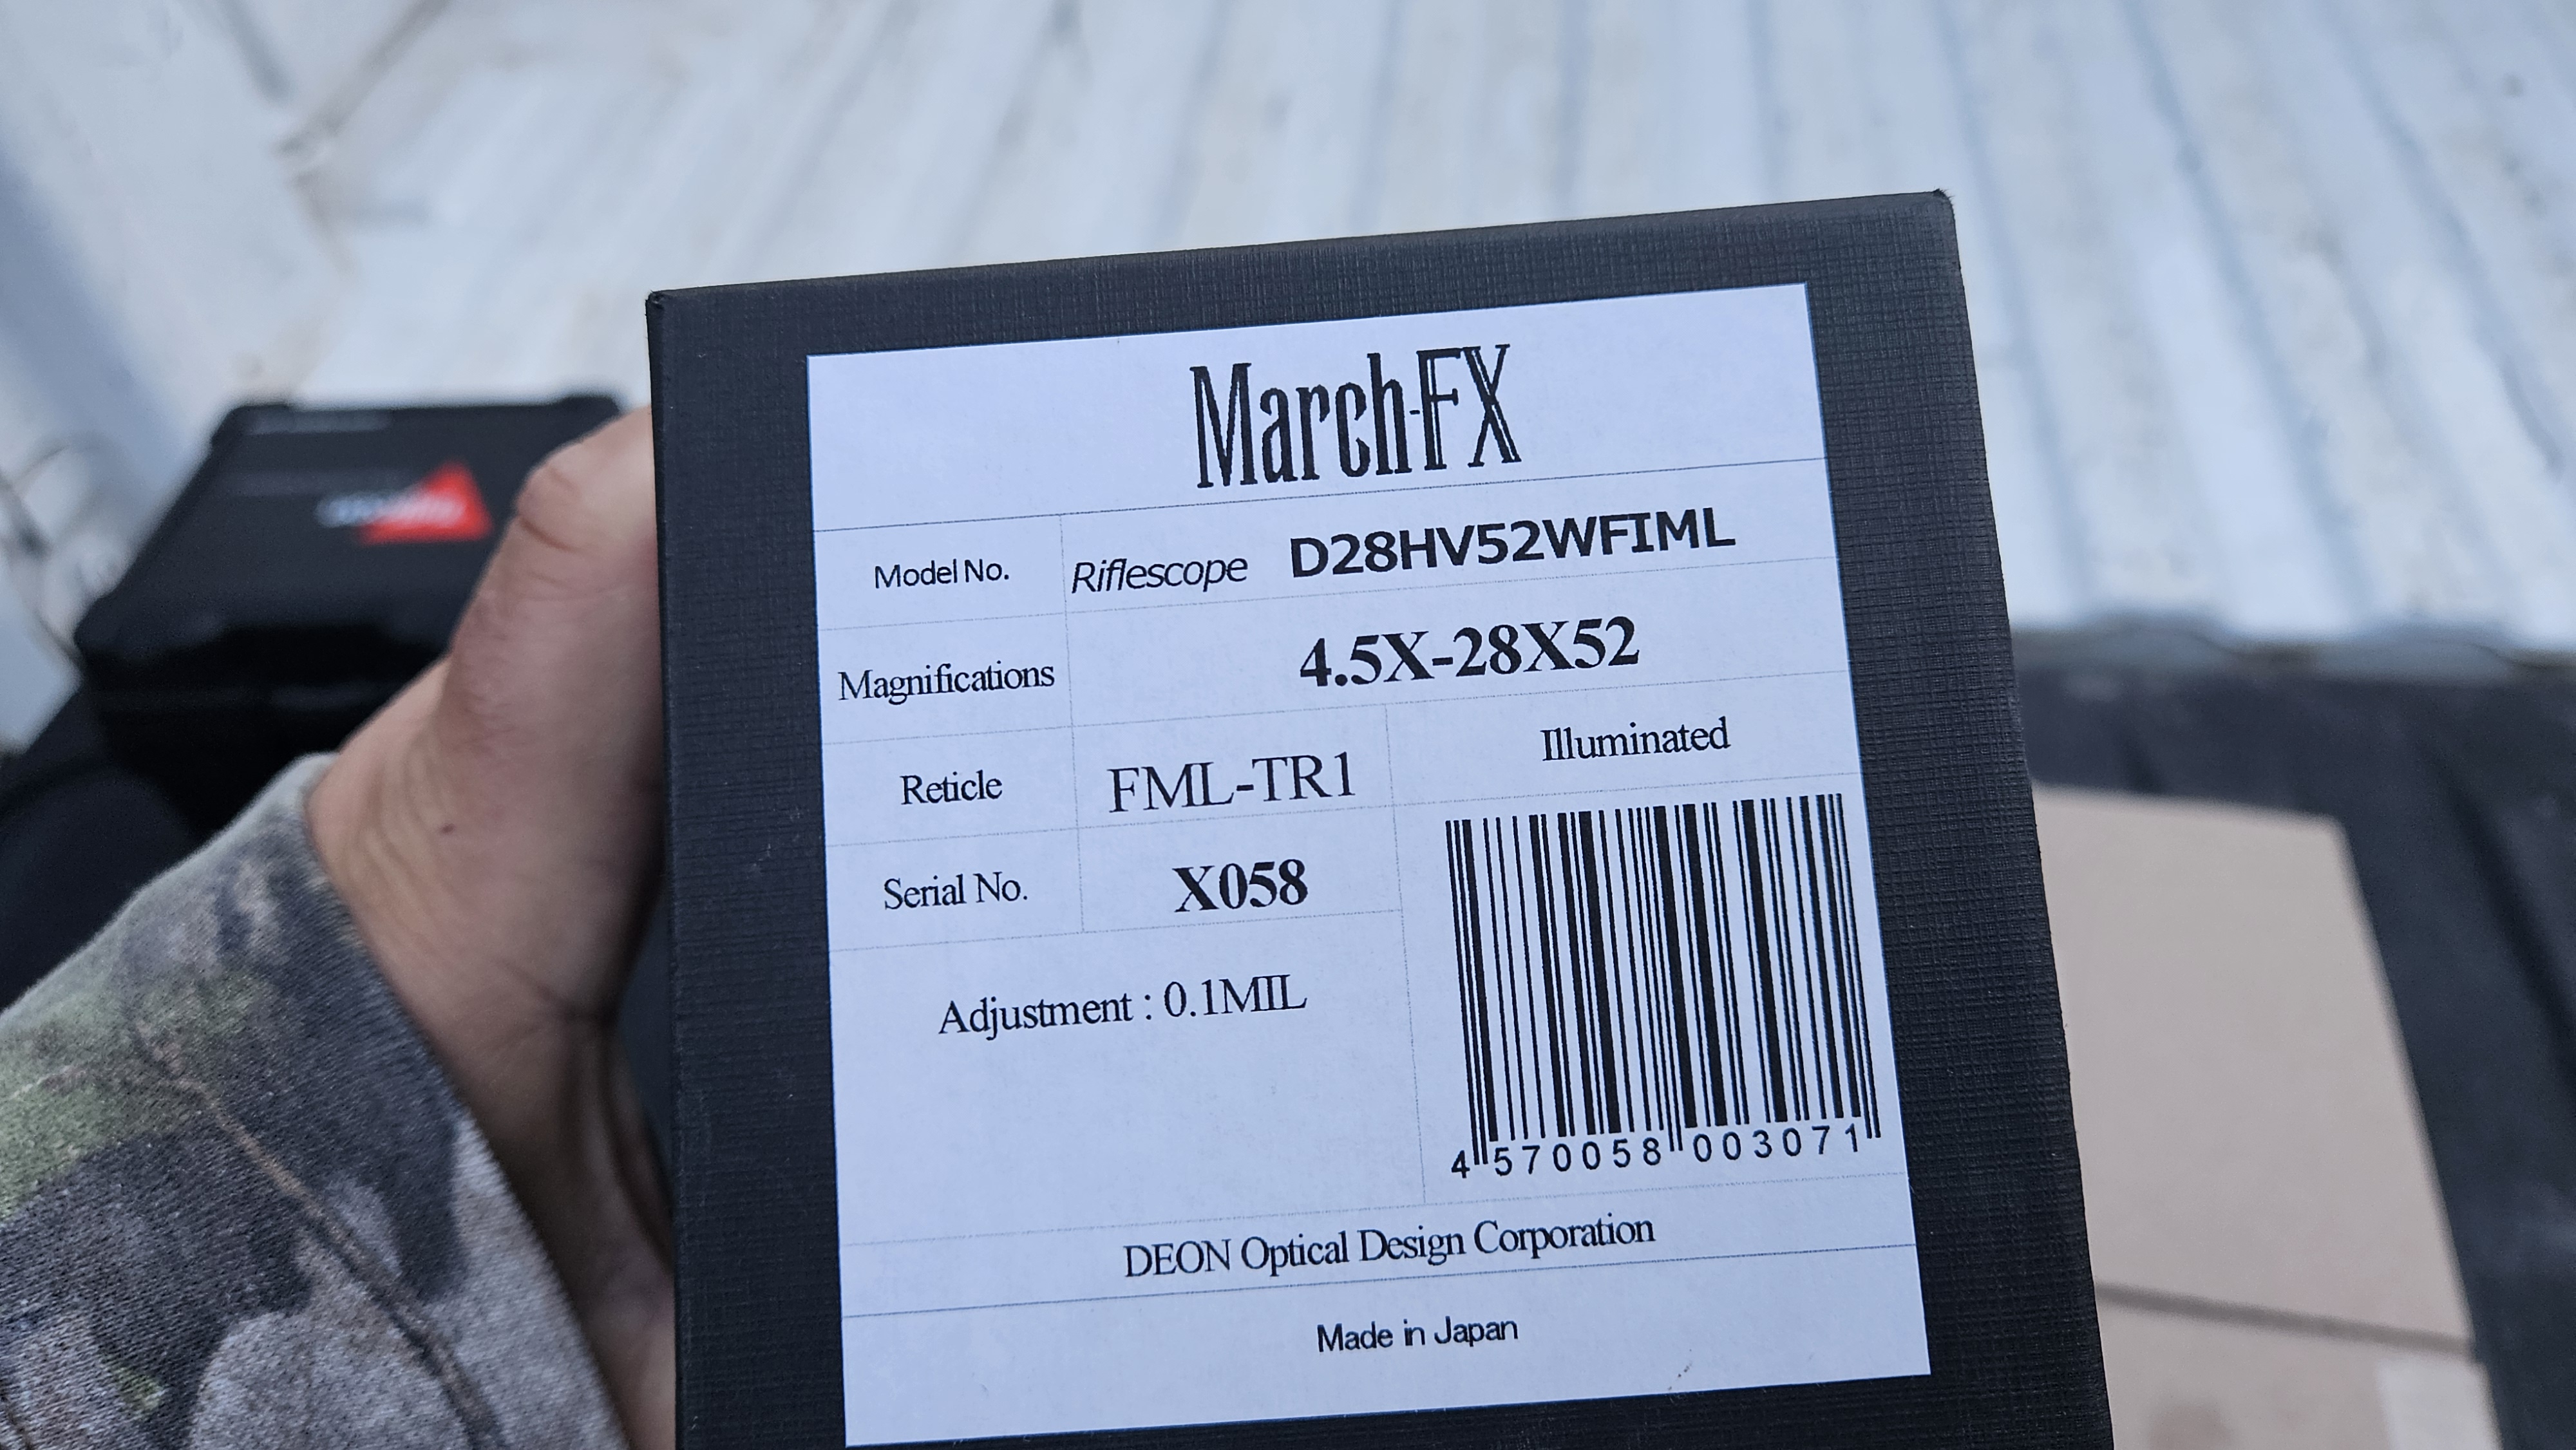 March-FX
Model No. Riflescope D28HV52WFIML
Magnifications 4.5X-28X52
Reticle FML-TR1 Illuminated
Serial No. X058
Adjustment : 0.1MIL
4 570058 003071
DEON Optical Design Corporation
Made in Japan